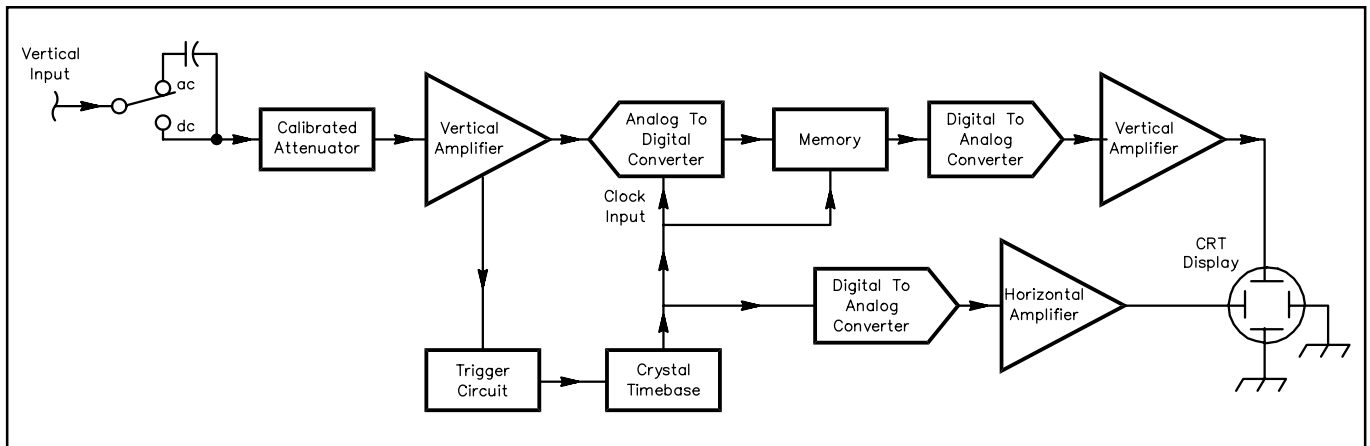 Vertical
Input
ac
dc
Calibrated
Attenuator
Vertical
Amplifier
Analog To
Digital
Converter
Clock
Input
Memory
Digital To
Analog
Converter
Vertical
Amplifier
CRT
Display
Digital To
Analog
Converter
Horizontal
Amplifier
Trigger
Circuit
Crystal
Timebase